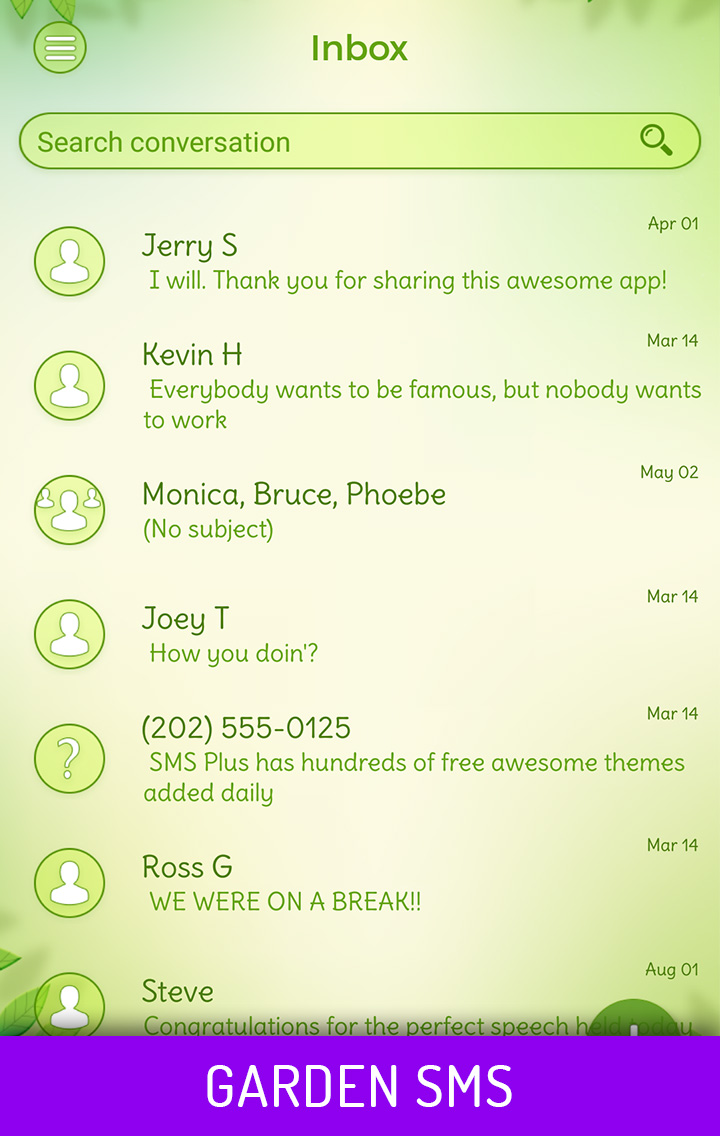 Inbox
Search conversation
Apr 01
Jerry S
I will. Thank you for sharing this awesome app!
Mar 14
Kevin H
Everybody wants to be famous, but nobody wants
to work
May 02
Monica, Bruce, Phoebe
(No subject)
Mar 14
Joey T
How you doin'?
Mar 14
(202) 555-0125
SMS Plus has hundreds of free awesome themes
added daily
Mar 14
Ross G
WE WERE ON A BREAK!!
Aug 01
Steve
Congratulations for the perfect speech held today
GARDEN SMS